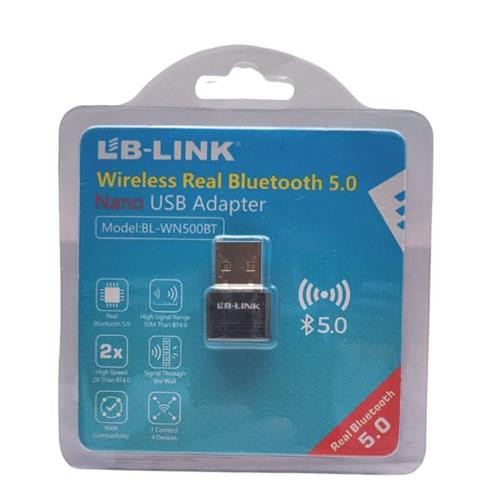 LB-LINK®
Wireless Real Bluetooth 5.0
Nano USB Adapter
Model:BL-WN500BT
LB-LINK
5.0
Real
Bluetooth 5.0
High Signal Range
30M Than BT4.0
2x
High Speed
2X Than BT4.0
Signal Through
the Wall
Wide
Compatibility
1 Connect
4 Devices
Real Bluetooth
5.0